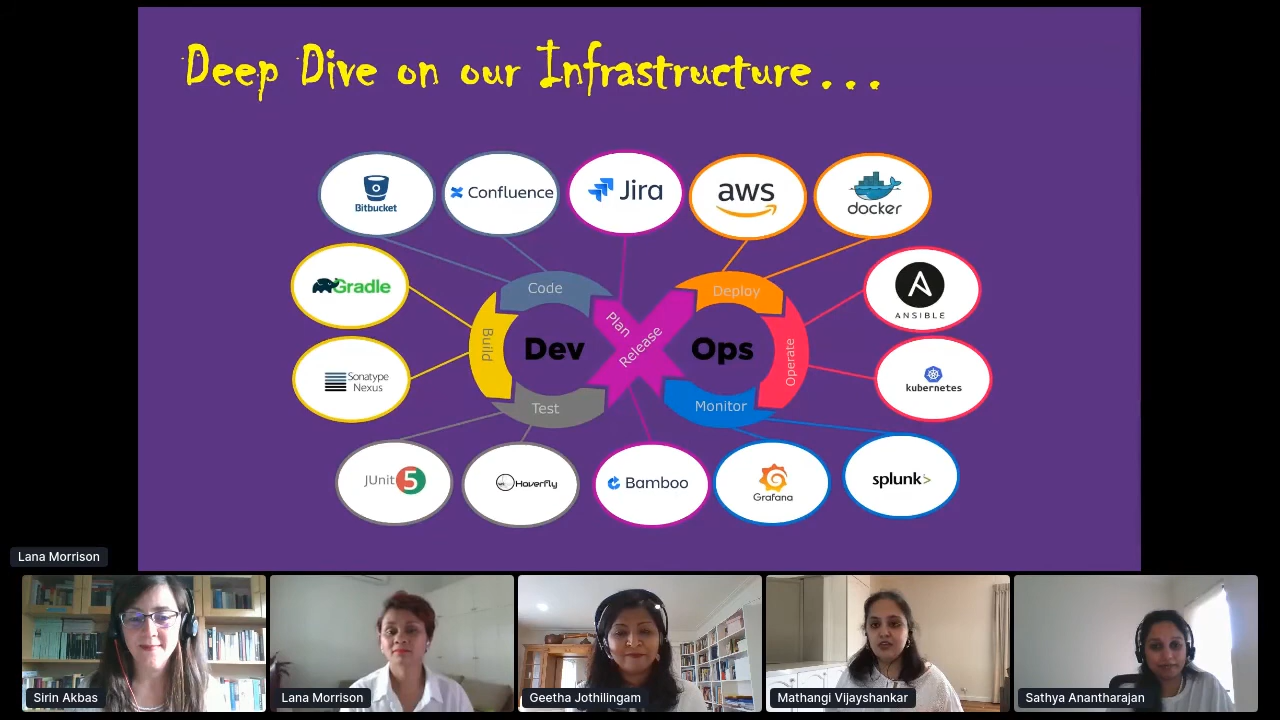 Deep Dive on our Infrastructure...
Bitbucket
Confluence
Jira
aws
docker
Gradle
ANSIBLE
Code
Deploy
Plan
Release
Build
Dev
Ops
Operate
Sonatype
Nexus
kubernetes
Test
Monitor
JUnit 5
Hoverfly
Bamboo
Grafana
splunk>
Lana Morrison
Sirin Akbas
Lana Morrison
Geetha Jothilingam
Mathangi Vijayshankar
Sathya Anantharajan